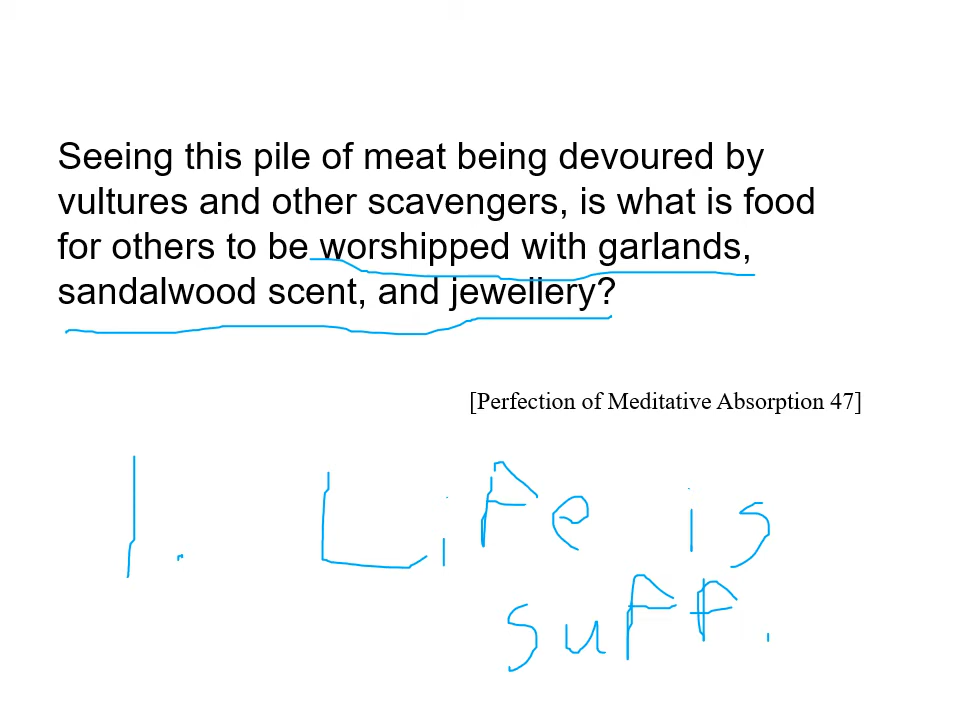 Seeing this pile of meat being devoured by
vultures and other scavengers, is what is food
for others to be worshipped with garlands,
sandalwood scent, and jewellery?
[Perfection of Meditative Absorption 47]
1. Life is
suff.